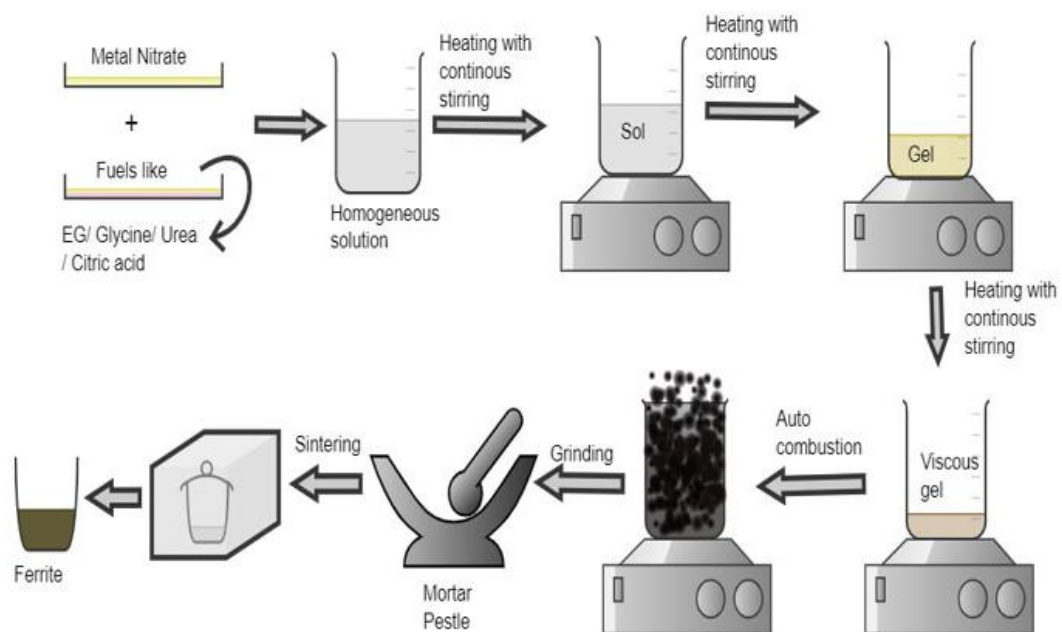 Metal Nitrate
+
Fuels like
EG/ Glycine/ Urea
/ Citric acid
Homogeneous
solution
Heating with
continous
stirring
Sol
Heating with
continous
stirring
Gel
Heating with
continous
stirring
Viscous
gel
Auto
combustion
Grinding
Mortar
Pestle
Sintering
Ferrite